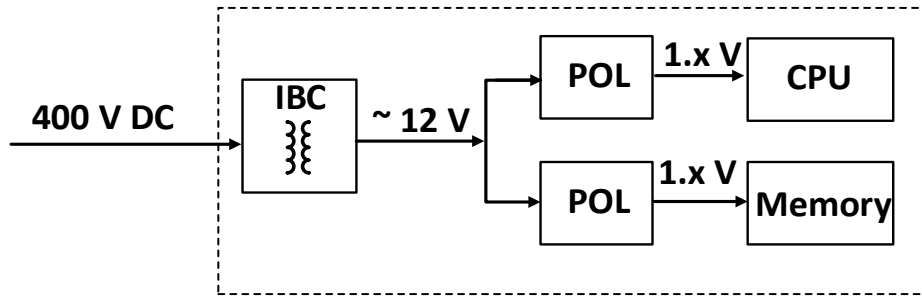 400 V DC
IBC
~ 12 V
POL
1.x V
CPU
POL
1.x V
Memory